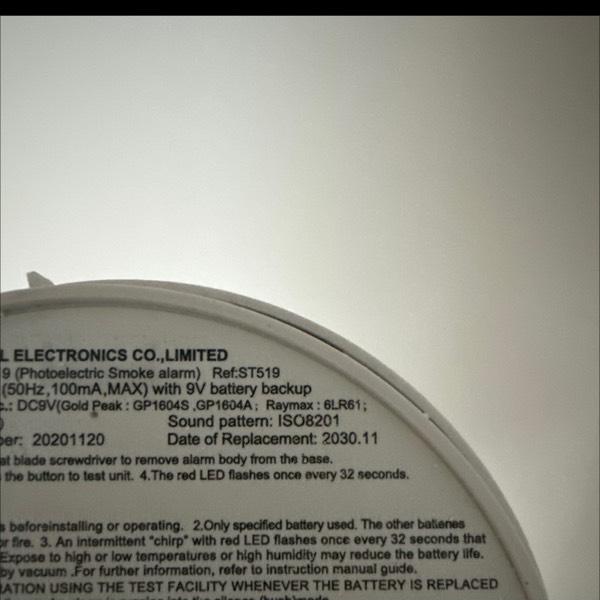 L ELECTRONICS CO.,LIMITED
9 (Photoelectric Smoke alarm) Ref:ST519
(50Hz,100mA,MAX) with 9V battery backup
c.: DC9V(Gold Peak : GP1604S ,GP1604A ; Raymax : 6LR61;
) Sound pattern: ISO8201
ber: 20201120 Date of Replacement: 2030.11
at blade screwdriver to remove alarm body from the base.
the button to test unit. 4.The red LED flashes once every 32 seconds.
s beforeinstalling or operating. 2.Only specified battery used. The other batienes
or fire. 3. An intermittent "chirp" with red LED flashes once every 32 seconds that
Expose to high or low temperatures or high humidity may reduce the battery life.
by vacuum .For further information, refer to instruction manual guide.
RATION USING THE TEST FACILITY WHENEVER THE BATTERY IS REPLACED